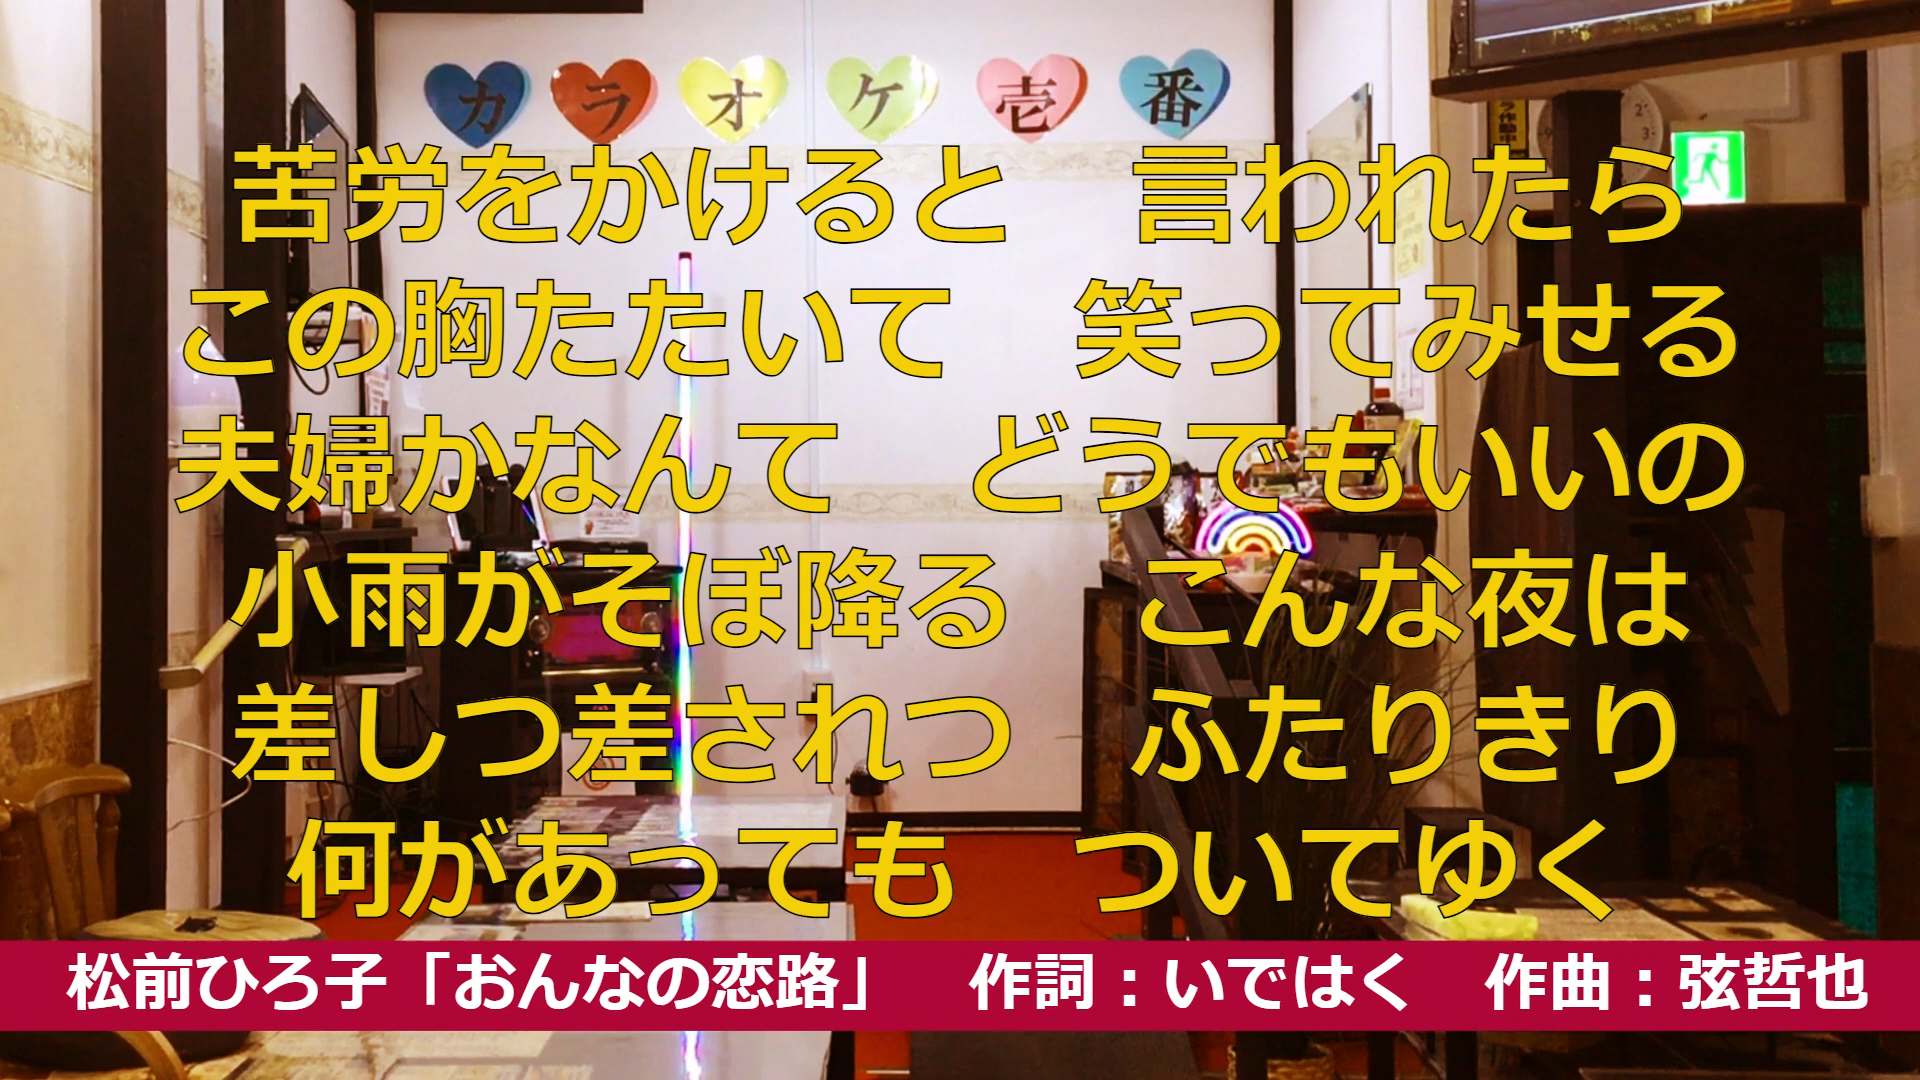 カラオケ壱番
苦労をかけると　言われたら
この胸たたいて　笑ってみせる
夫婦かなんて　どうでもいいの
小雨がそぼ降る　こんな夜は
差しつ差されつ　ふたりきり
何があっても　ついてゆく
松前ひろ子「おんなの恋路」　作詞：いではく　作曲：弦哲也